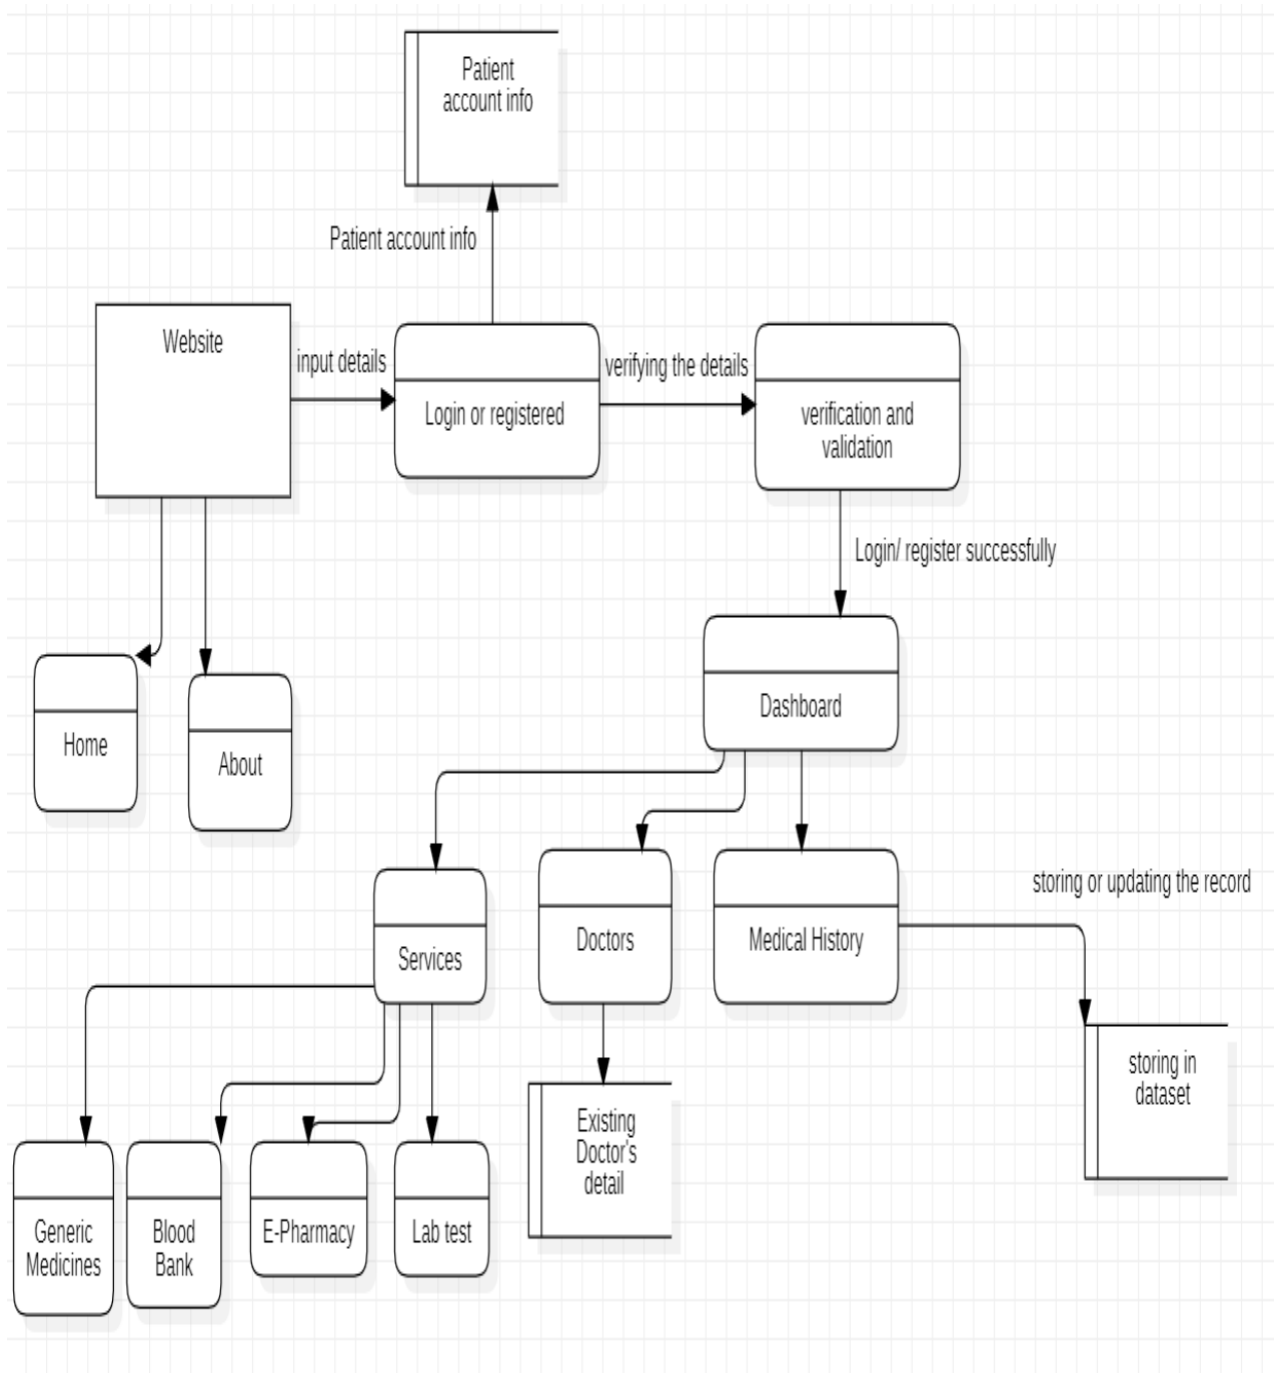 Patient
account info
Patient account info
Website
input details
Login or registered
verifying the details
verification and
validation
Login/ register successfully
Home
About
Dashboard
Services
Doctors
Medical History
storing or updating the record
Generic
Medicines
Blood
Bank
E-Pharmacy
Lab test
Existing
Doctor's
detail
storing in
dataset